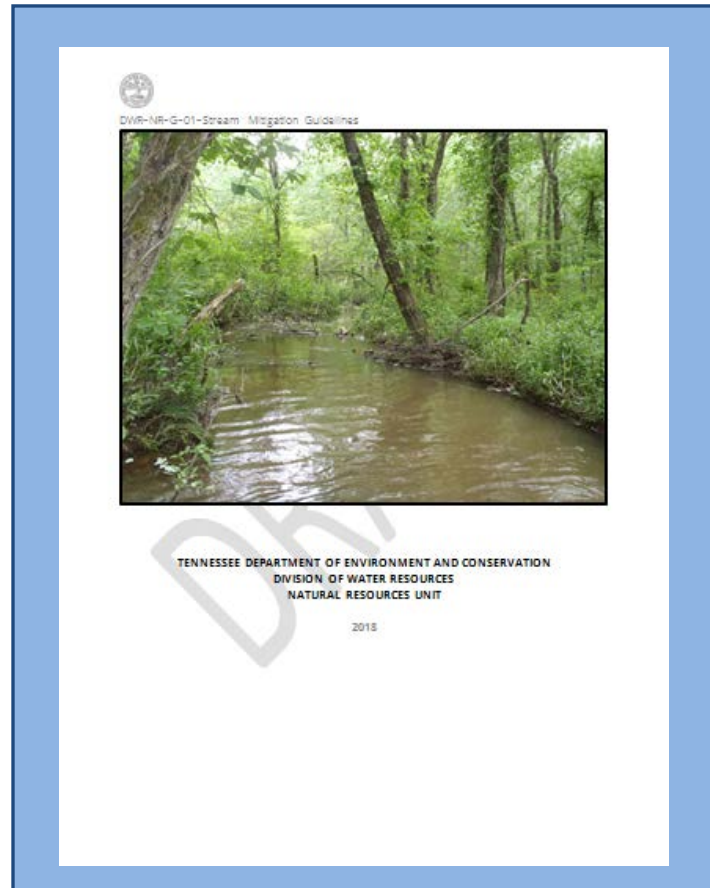 DWR-NR-G-01-Stream Mitigation Guidelines
DRA
TENNESSEE DEPARTMENT OF ENVIRONMENT AND CONSERVATION
DIVISION OF WATER RESOURCES
NATURAL RESOURCES UNIT
2018